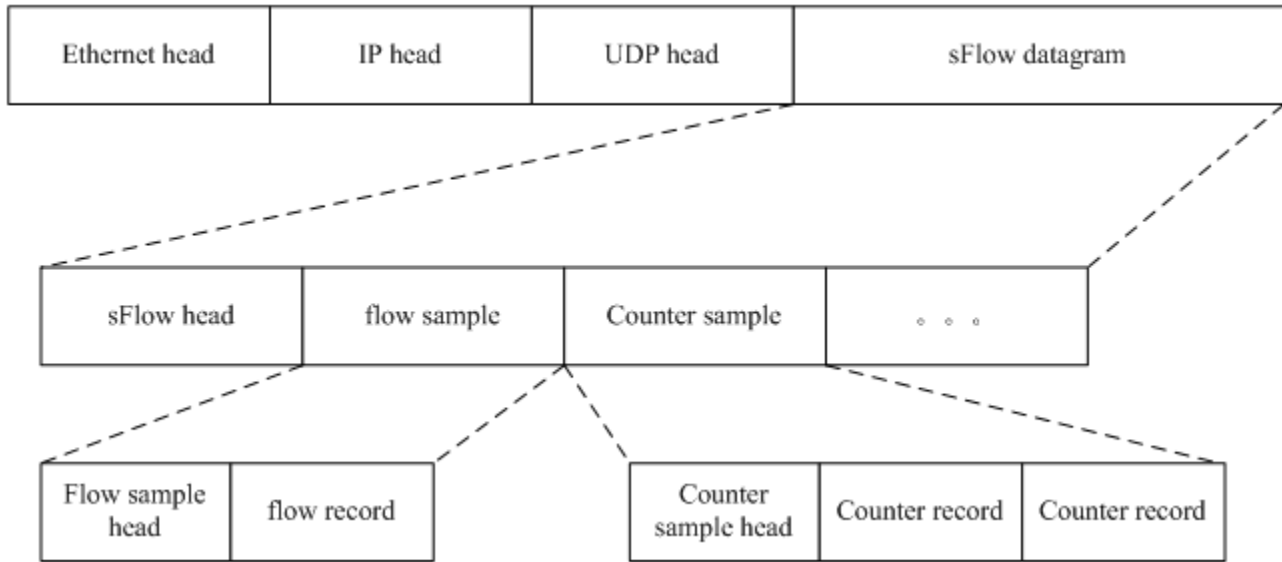 Ethernet head
IP head
UDP head
sFlow datagram
sFlow head
flow sample
Counter sample
。。。
Flow sample
head
flow record
Counter
sample head
Counter record
Counter record